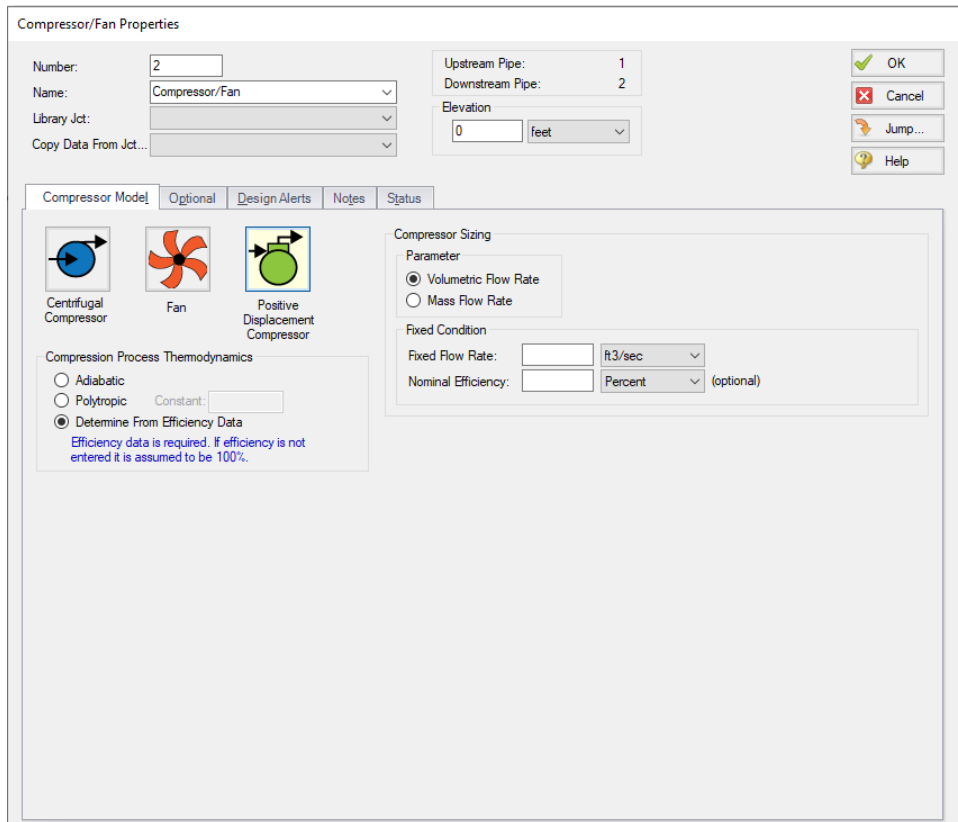 Compressor/Fan Properties
Number: 2
Name: Compressor/Fan
Library Jct:
Copy Data From Jct...
Upstream Pipe: 1
Downstream Pipe: 2
Elevation
0 feet
OK
Cancel
Jump...
Help
Compressor Model Optional Design Alerts Notes Status
Centrifugal
Compressor
Fan
Positive
Displacement
Compressor
Compression Process Thermodynamics
Adiabatic
Polytropic Constant:
Determine From Efficiency Data
Efficiency data is required. If efficiency is not
entered it is assumed to be 100%.
Compressor Sizing
Parameter
Volumetric Flow Rate
Mass Flow Rate
Fixed Condition
Fixed Flow Rate: ft3/sec
Nominal Efficiency: Percent (optional)